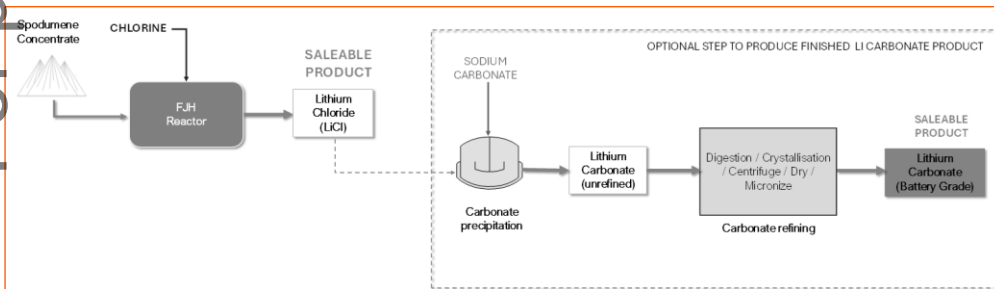 Spodumene
Concentrate
CHLORINE
FJH
Reactor
SALEABLE
PRODUCT
Lithium
Chloride
(LiCl)
OPTIONAL STEP TO PRODUCE FINISHED LI CARBONATE PRODUCT
SODIUM
CARBONATE
Carbonate
precipitation
Lithium
Carbonate
(unrefined)
Digestion / Crystallisation
/ Centrifuge / Dry /
Micronize
Carbonate refining
SALEABLE
PRODUCT
Lithium
Carbonate
(Battery Grade)